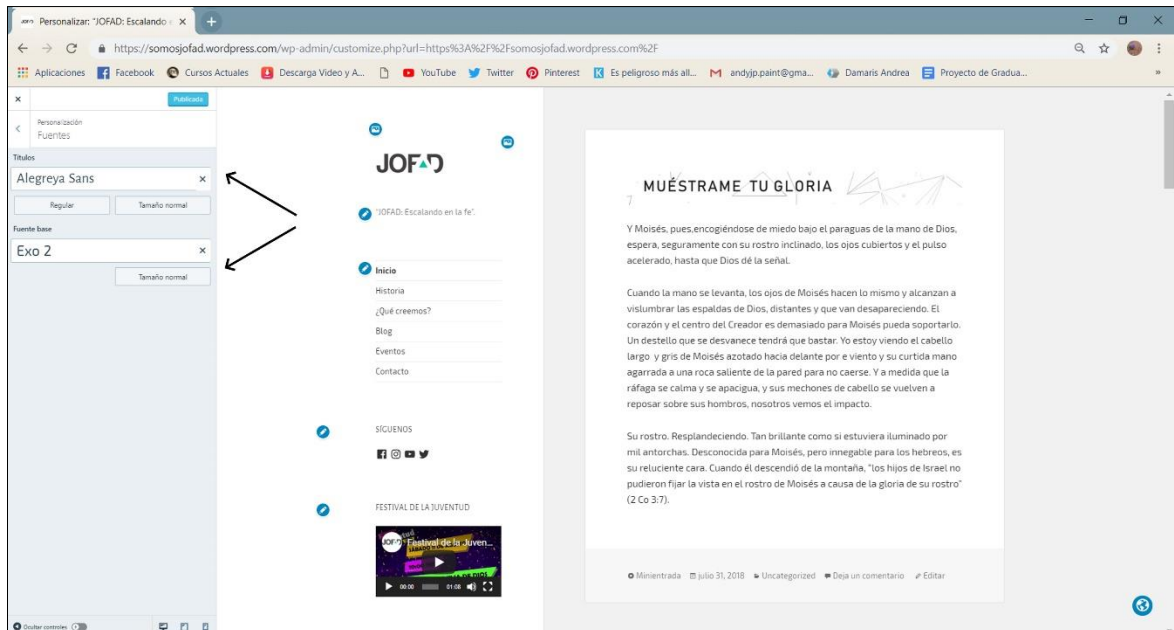 JOFAD Personalizar: "JOFAD: Escalando e
https://somosjofad.wordpress.com/wp-admin/customize.php?url=https%3A%2F%2Fsomosjofad.wordpress.com%2F
Aplicaciones Facebook Cursos Actuales Descarga Video y A... YouTube Twitter Pinterest Es peligroso más all... andyjp.paint@gma... Damaris Andrea Proyecto de Gradua... »
Publicada
Personalización
Fuentes
Títulos
Alegreya Sans
Regular Tamaño normal
Fuente base
Exo 2
Tamaño normal
Ocultar controles
JOFAD
"JOFAD: Escalando en la fe".
Inicio
Historia
¿Qué creemos?
Blog
Eventos
Contacto
SÍGUENOS
FESTIVAL DE LA JUVENTUD
Festival de la Juven...
00:00 01:08
MUÉSTRAME TU GLORIA
Y Moisés, pues,encogiéndose de miedo bajo el paraguas de la mano de Dios,
espera, seguramente con su rostro inclinado, los ojos cubiertos y el pulso
acelerado, hasta que Dios dé la señal.
Cuando la mano se levanta, los ojos de Moisés hacen lo mismo y alcanzan a
vislumbrar las espaldas de Dios, distantes y que van desapareciendo. El
corazón y el centro del Creador es demasiado para Moisés pueda soportarlo.
Un destello que se desvanece tendrá que bastar. Yo estoy viendo el cabello
largo y gris de Moisés azotado hacia delante por e viento y su curtida mano
agarrada a una roca saliente de la pared para no caerse. Y a medida que la
ráfaga se calma y se apacigua, y sus mechones de cabello se vuelven a
reposar sobre sus hombros, nosotros vemos el impacto.
Su rostro. Resplandeciendo. Tan brillante como si estuviera iluminado por
mil antorchas. Desconocida para Moisés, pero innegable para los hebreos, es
su reluciente cara. Cuando él descendió de la montaña, "los hijos de Israel no
pudieron fijar la vista en el rostro de Moisés a causa de la gloria de su rostro"
(2 Co 3:7).
Minientrada julio 31, 2018 Uncategorized Deja un comentario Editar